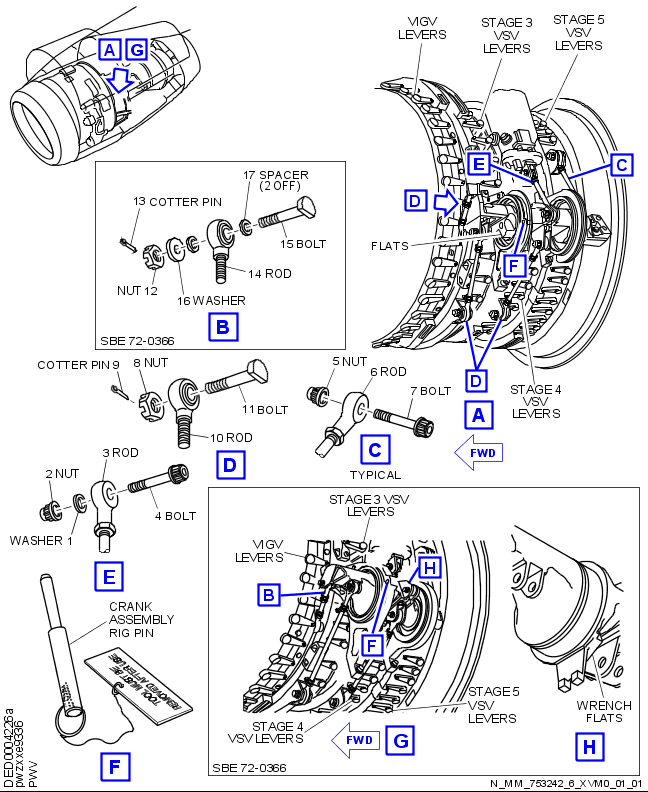 A G
VIGV
LEVERS
STAGE 3
VSV
LEVERS
STAGE 5
VSV
LEVERS
E
C
D
FLATS
F
D
STAGE 4
VSV
LEVERS
A
FWD
17 SPACER
(2 OFF)
13 COTTER PIN
15 BOLT
14 ROD
NUT 12
16 WASHER
B
SBE 72-0366
COTTER PIN 9
8 NUT
11 BOLT
10 ROD
D
5 NUT
6 ROD
7 BOLT
C
TYPICAL
3 ROD
2 NUT
4 BOLT
WASHER 1
E
CRANK
ASSEMBLY
RIG PIN
TOOL MUST BE
REMOVED AFTER USE
F
STAGE 3 VSV
LEVERS
VIGV
LEVERS
H
B
F
STAGE 5
VSV
LEVERS
STAGE 4
VSV LEVERS
FWD
G
WRENCH
FLATS
H
SBE 72-0366
DED0004226a
pwzxxe9336
PWV
N_MM_753242_6_XVM0_01_01